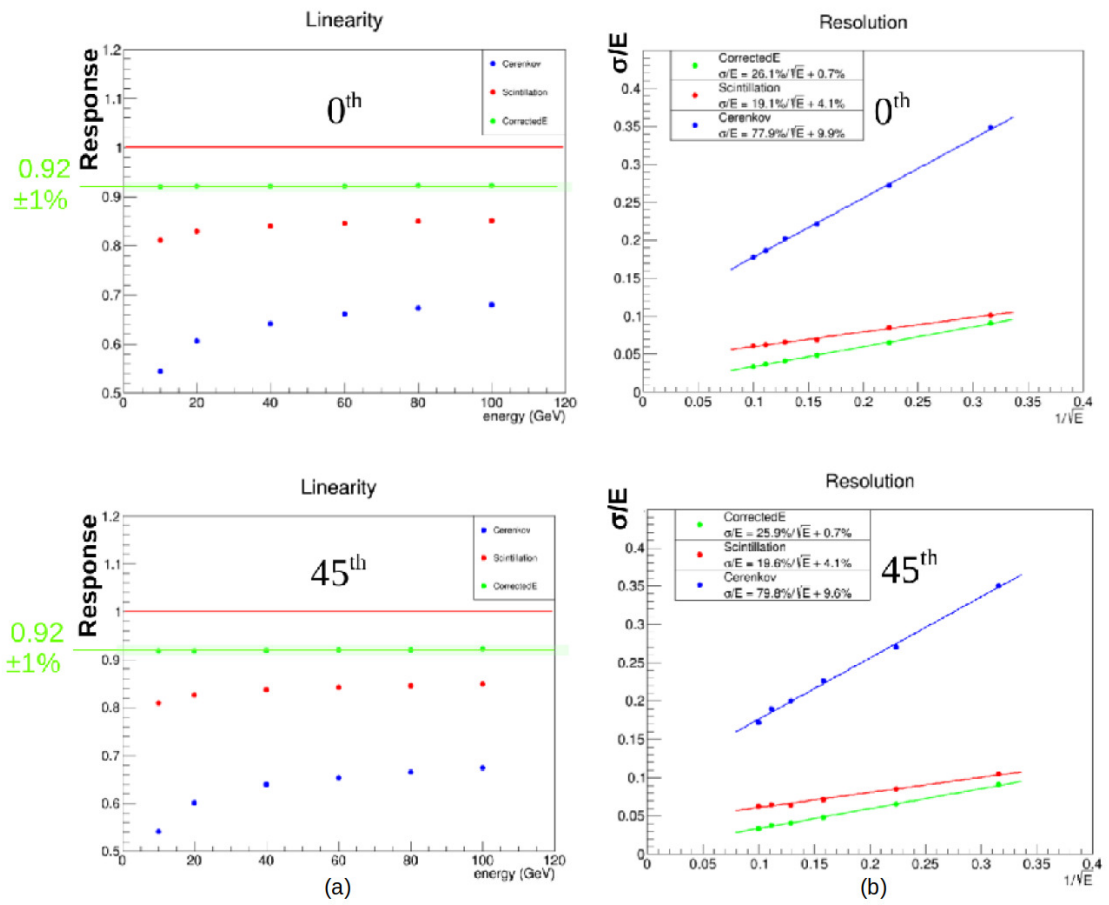 Linearity
Response
1.2
1.1
1
0.9
0.8
0.7
0.6
0.5
0.92
±1%
0th
Cerenkov
Scintillation
CorrectedE
0 20 40 60 80 100 120
energy (GeV)
Resolution
σ/E
0.4
0.35
0.3
0.25
0.2
0.15
0.1
0.05
0
CorrectedE
σ/E = 26.1%/√E + 0.7%
Scintillation
σ/E = 19.1%/√E + 4.1%
Cerenkov
σ/E = 77.9%/√E + 9.9%
0th
0 0.05 0.1 0.15 0.2 0.25 0.3 0.35 0.4
1/√E
Linearity
Response
1.2
1.1
1
0.9
0.8
0.7
0.6
0.5
0.92
±1%
45th
Cerenkov
Scintillation
CorrectedE
0 20 40 60 80 100 120
energy (GeV)
(a)
Resolution
σ/E
0.4
0.35
0.3
0.25
0.2
0.15
0.1
0.05
0
CorrectedE
σ/E = 25.9%/√E + 0.7%
Scintillation
σ/E = 19.6%/√E + 4.1%
Cerenkov
σ/E = 79.8%/√E + 9.6%
45th
0 0.05 0.1 0.15 0.2 0.25 0.3 0.35 0.4
1/√E
(b)